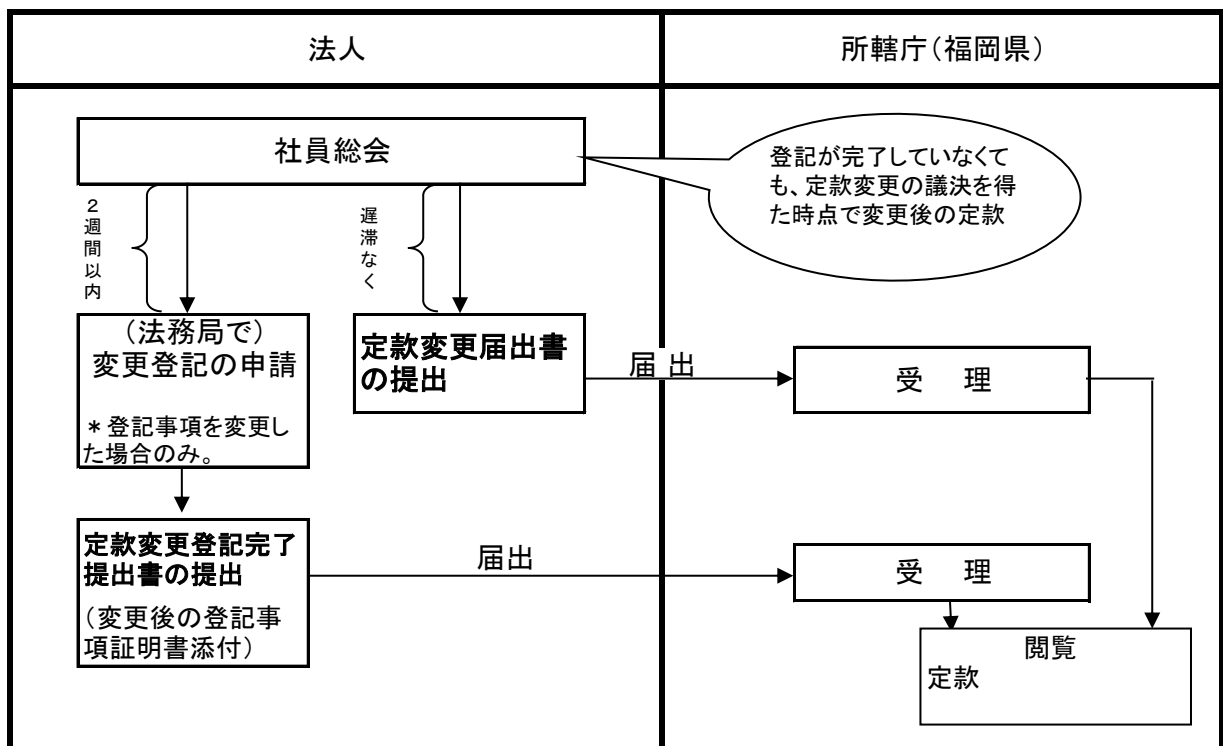 法人
所轄庁(福岡県)
社員総会
登記が完了していなくて
も、定款変更の議決を得
た時点で変更後の定款
2週間以内
遅滞なく
(法務局で)
変更登記の申請
*登記事項を変更し
た場合のみ。
定款変更届出書
の提出
届 出
受 理
定款変更登記完了
提出書の提出
(変更後の登記事
項証明書添付)
届出
受 理
閲覧
定款